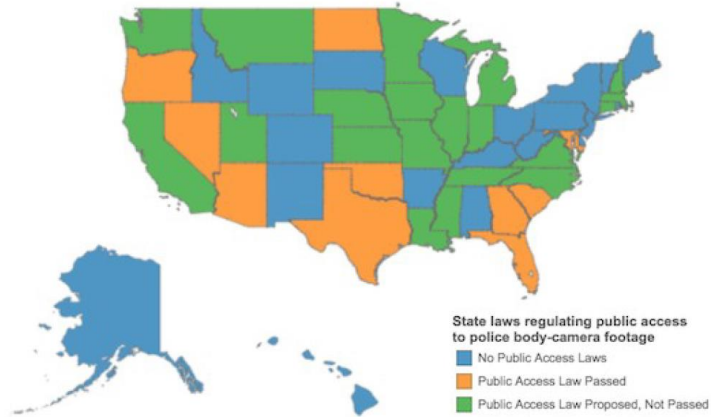 State laws regulating public access
to police body-camera footage
No Public Access Laws
Public Access Law Passed
Public Access Law Proposed, Not Passed